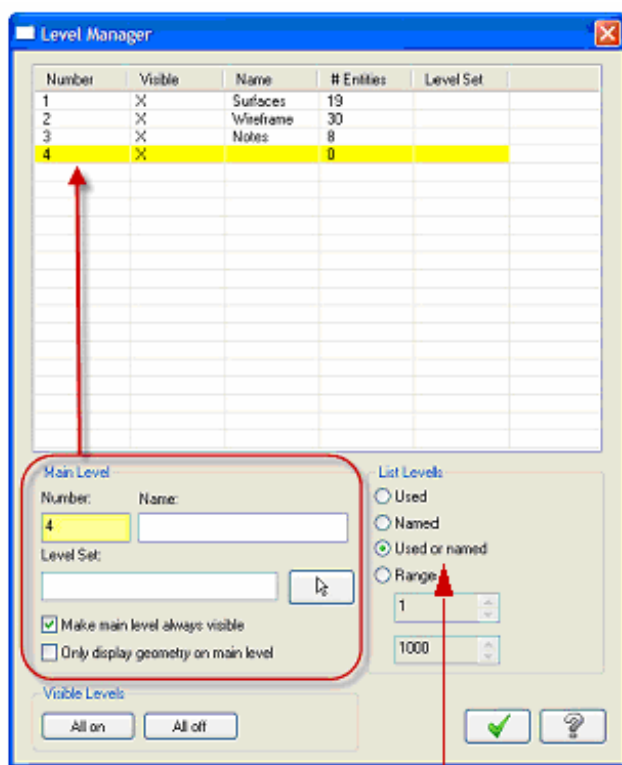 Level Manager
Number Visible Name # Entities Level Set
1 X Surfaces 19
2 X Wireframe 30
3 X Notes 8
4 X 0
Main Level
Number: Name:
4
Level Set:
Make main level always visible
Only display geometry on main level
List Levels
Used
Named
Used or named
Range
1
1000
Visible Levels
All on All off